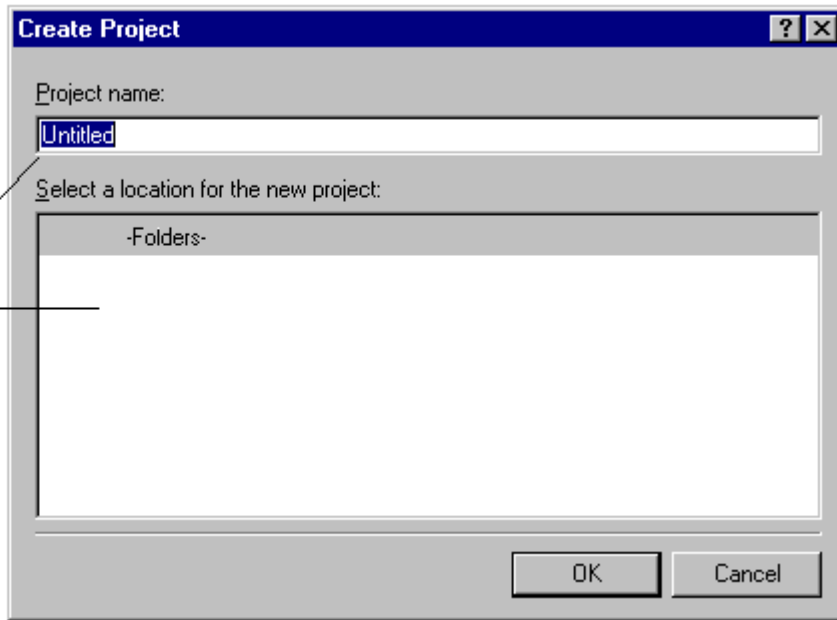 Create Project
Project name:
Untitled
Select a location for the new project:
-Folders-
OK Cancel